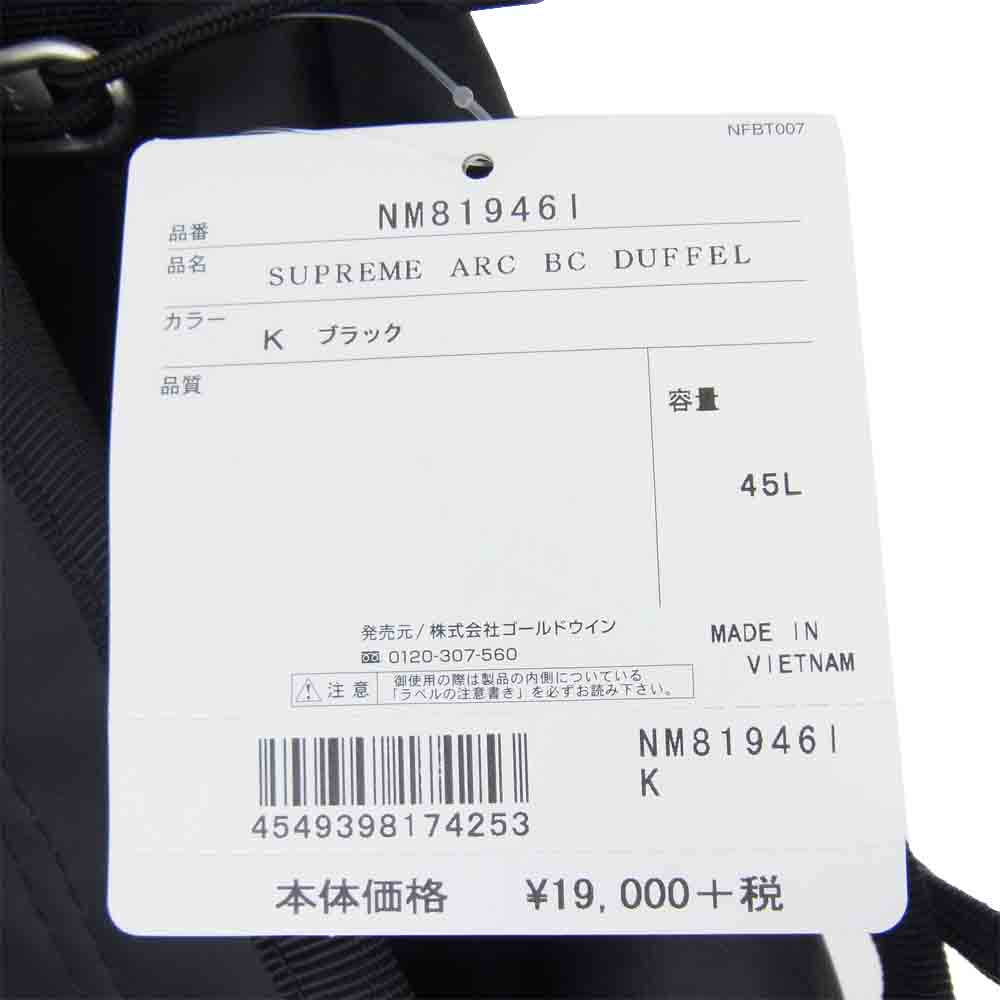 NFBT007
品番 NM81946I
品名 SUPREME ARC BC DUFFEL
カラー K ブラック
品質
容量
45L
発売元/株式会社ゴールドウイン
0120-307-560
MADE IN
VIETNAM
注意
御使用の際は製品の内側についている
「ラベルの注意書き」を必ずお読み下さい。
NM81946I
K
4549398174253
本体価格 ¥19,000+税